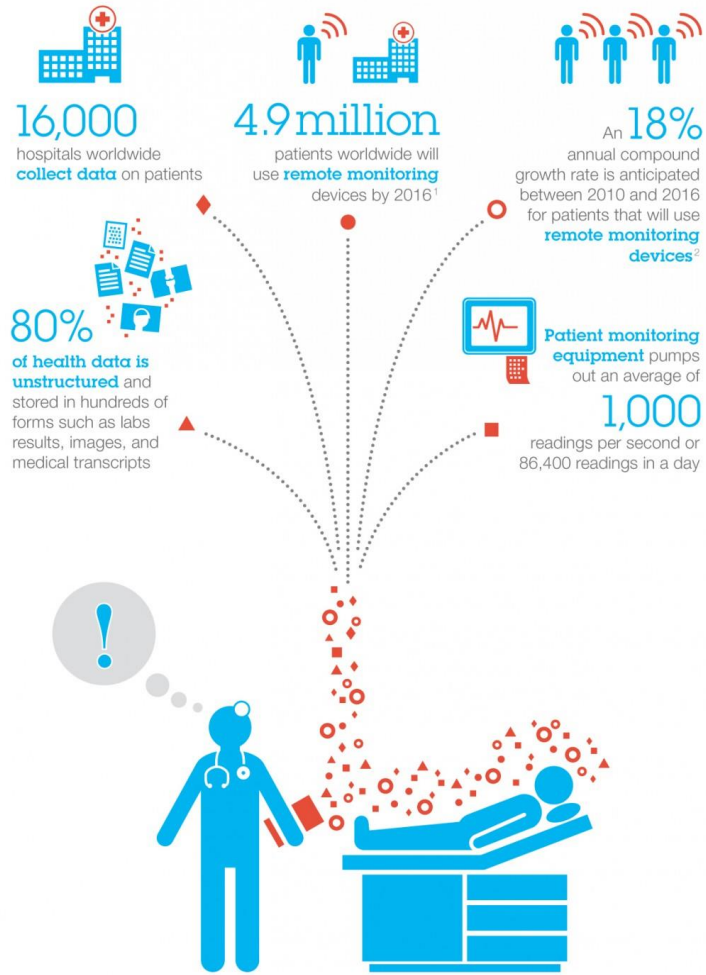 16,000
hospitals worldwide
collect data on patients
4.9 million
patients worldwide will
use remote monitoring
devices by 2016¹
An 18%
annual compound
growth rate is anticipated
between 2010 and 2016
for patients that will use
remote monitoring
devices²
80%
of health data is
unstructured and
stored in hundreds of
forms such as labs
results, images, and
medical transcripts
Patient monitoring
equipment pumps
out an average of
1,000
readings per second or
86,400 readings in a day
!